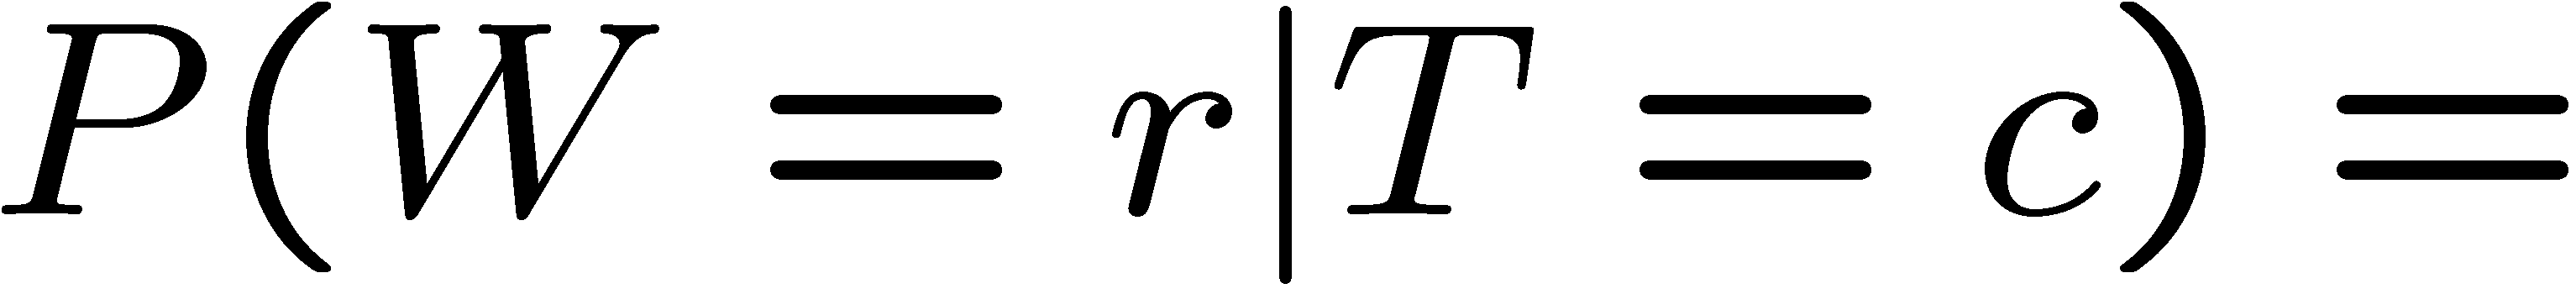 P(W = r|T = c) =